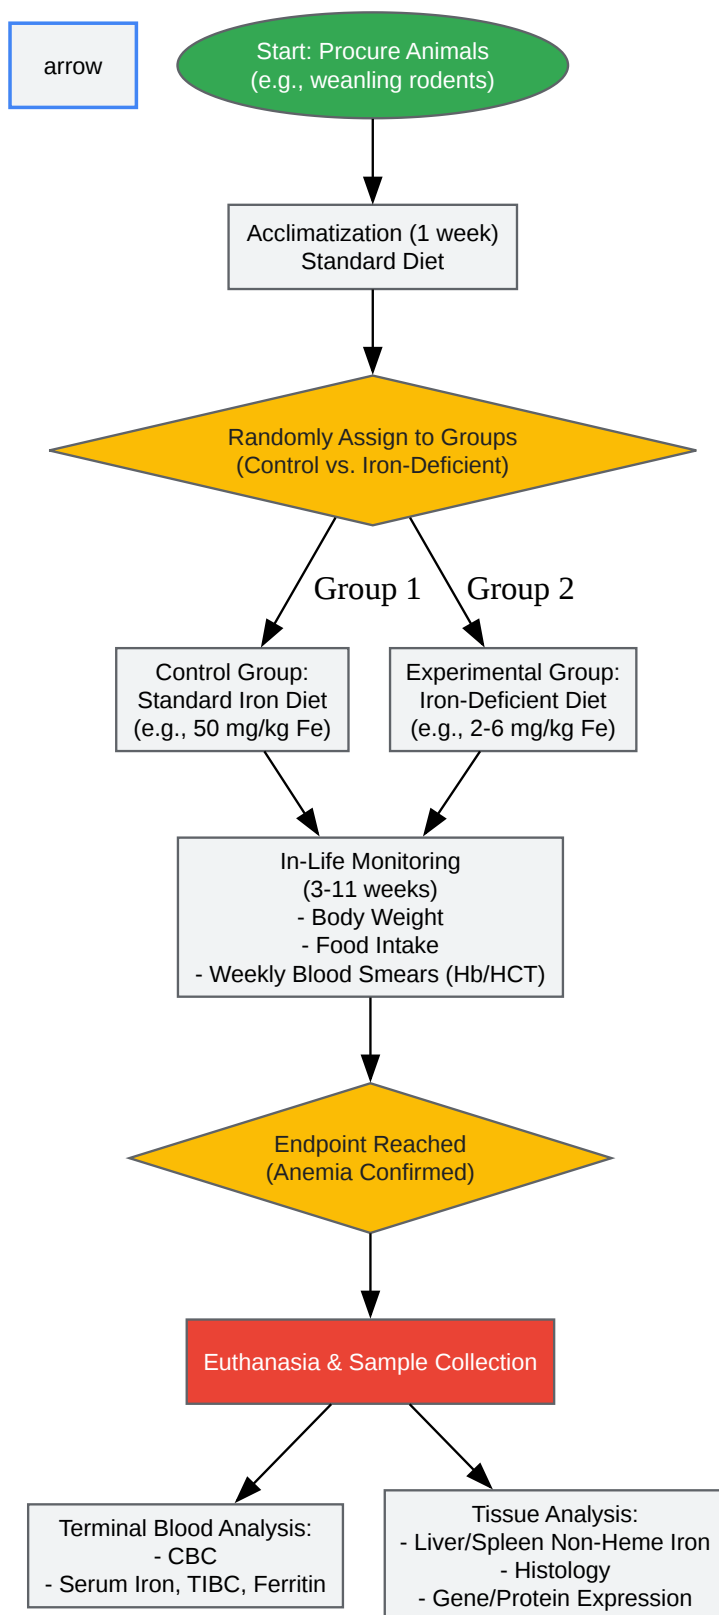 arrow
Start: Procure Animals
(e.g., weanling rodents)
Acclimatization (1 week)
Standard Diet
Randomly Assign to Groups
(Control vs. Iron-Deficient)
Group 1
Group 2
Control Group:
Standard Iron Diet
(e.g., 50 mg/kg Fe)
Experimental Group:
Iron-Deficient Diet
(e.g., 2-6 mg/kg Fe)
In-Life Monitoring
(3-11 weeks)
- Body Weight
- Food Intake
- Weekly Blood Smears (Hb/HCT)
Endpoint Reached
(Anemia Confirmed)
Euthanasia & Sample Collection
Terminal Blood Analysis:
- CBC
- Serum Iron, TIBC, Ferritin
Tissue Analysis:
- Liver/Spleen Non-Heme Iron
- Histology
- Gene/Protein Expression